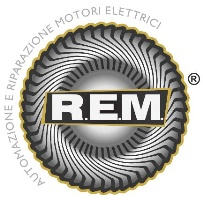 AUTOMAZIONE E RIPARAZIONE MOTORI ELETTRICI
R.E.M.
®